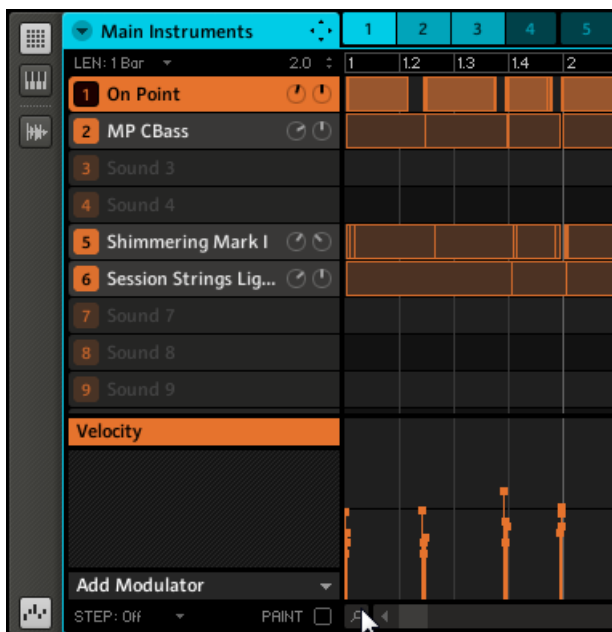 Main Instruments 1 2 3 4 5
LEN: 1 Bar 2.0 1 1.2 1.3 1.4 2
1 On Point
2 MP CBass
3 Sound 3
4 Sound 4
5 Shimmering Mark I
6 Session Strings Lig...
7 Sound 7
8 Sound 8
9 Sound 9
Velocity
Add Modulator
STEP: Off PAINT